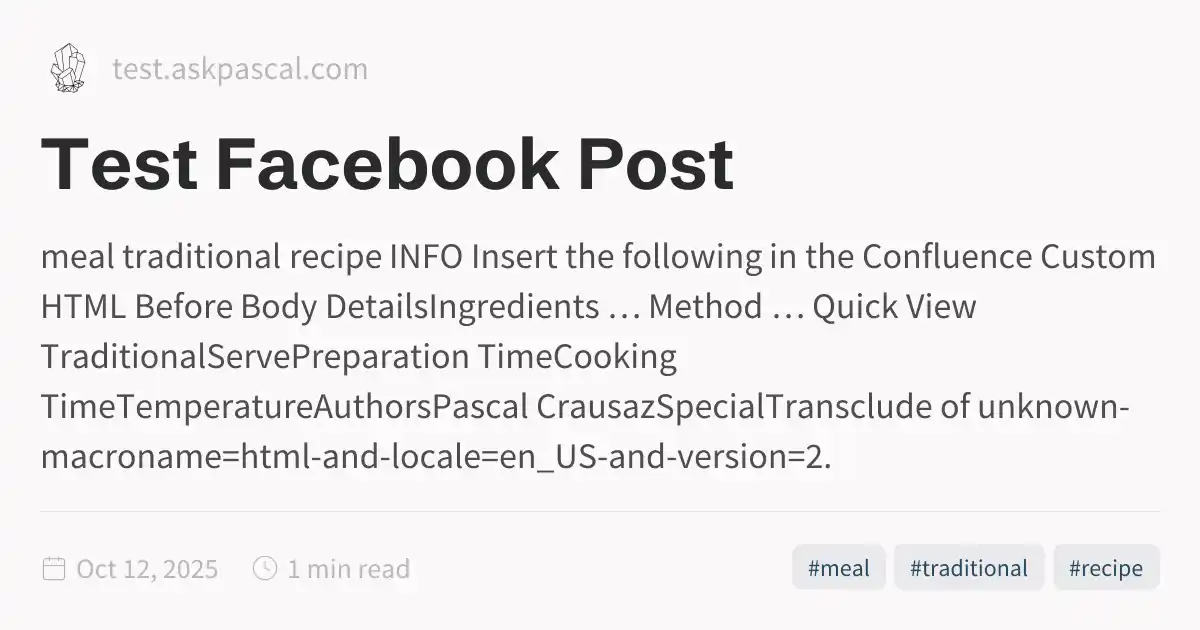 test.askpascal.com
Test Facebook Post
meal traditional recipe INFO Insert the following in the Confluence Custom
HTML Before Body DetailsIngredients … Method … Quick View
TraditionalServePreparation TimeCooking
TimeTemperatureAuthorsPascal CrausazSpecialTransclude of unknown-
macroname=html-and-locale=en_US-and-version=2.
Oct 12, 2025 1 min read #meal #traditional #recipe